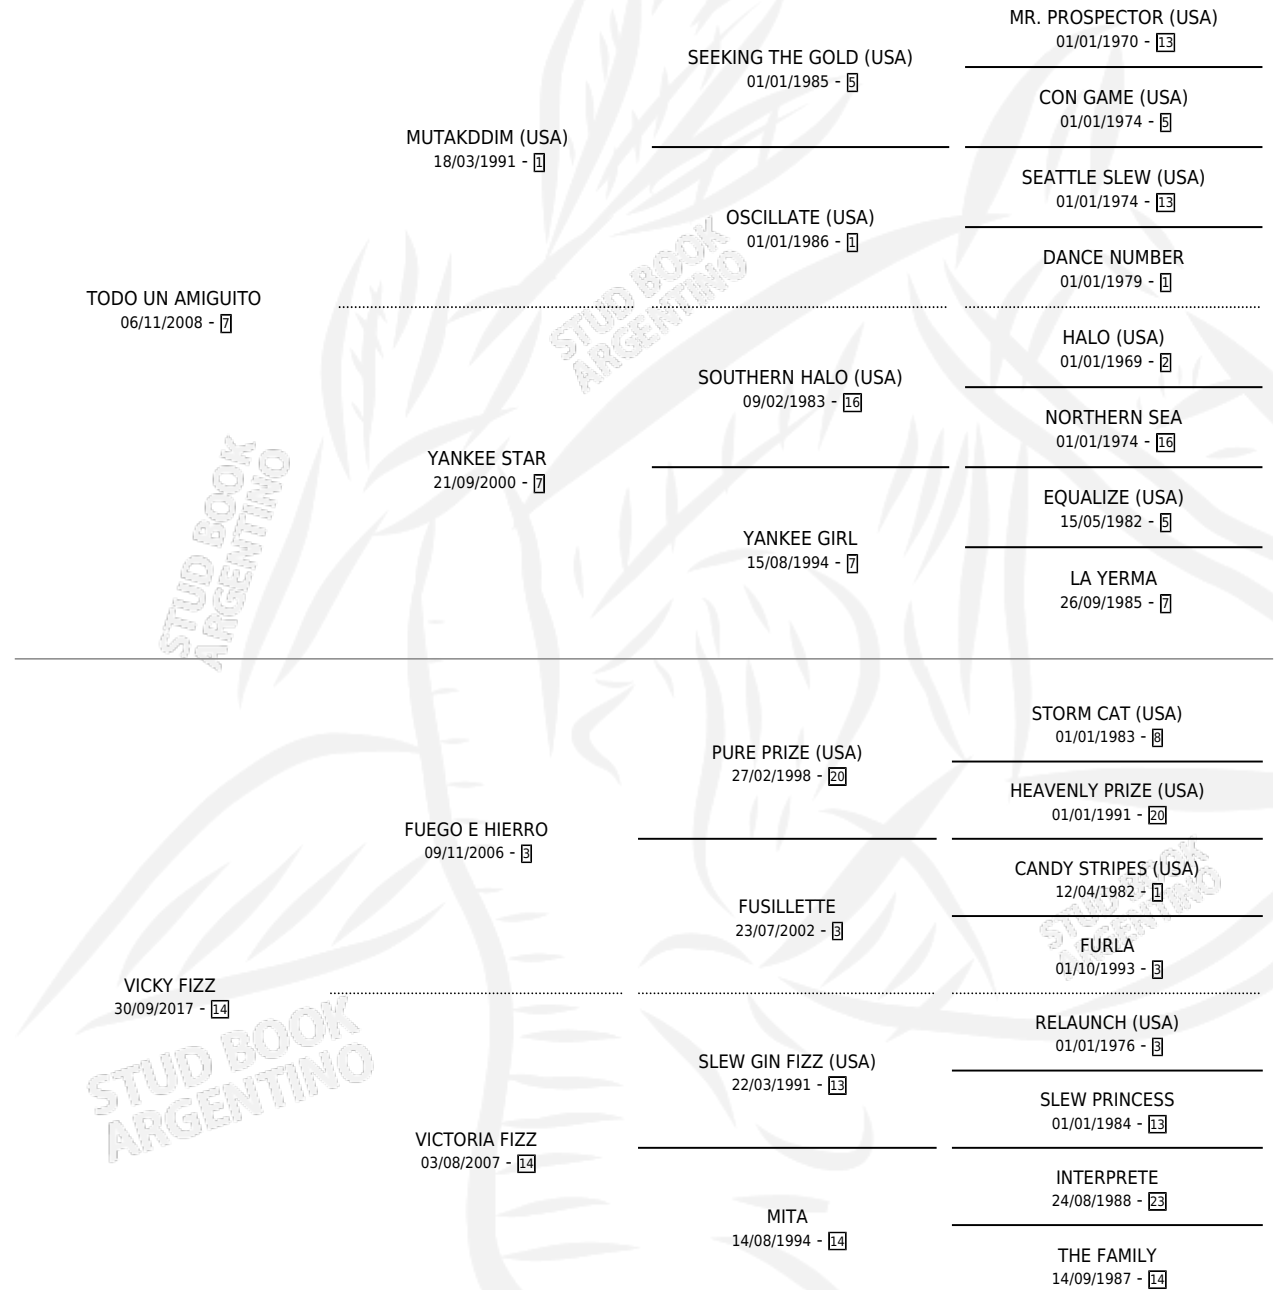 MR. PROSPECTOR (USA)
01/01/1970 - 13
SEEKING THE GOLD (USA)
01/01/1985 - 5
CON GAME (USA)
01/01/1974 - 5
MUTAKDDIM (USA)
18/03/1991 - 1
SEATTLE SLEW (USA)
01/01/1974 - 13
OSCILLATE (USA)
01/01/1986 - 1
DANCE NUMBER
01/01/1979 - 1
TODO UN AMIGUITO
06/11/2008 - 7
STUD BOOK
ARGENTINO
HALO (USA)
01/01/1969 - 2
SOUTHERN HALO (USA)
09/02/1983 - 16
NORTHERN SEA
01/01/1974 - 16
YANKEE STAR
21/09/2000 - 7
EQUALIZE (USA)
15/05/1982 - 5
YANKEE GIRL
15/08/1994 - 7
LA YERMA
26/09/1985 - 7
STUD BOOK
ARGENTINO
STORM CAT (USA)
01/01/1983 - 8
PURE PRIZE (USA)
27/02/1998 - 20
HEAVENLY PRIZE (USA)
01/01/1991 - 20
FUEGO E HIERRO
09/11/2006 - 3
CANDY STRIPES (USA)
12/04/1982 - 1
FUSILLETTE
23/07/2002 - 3
STUD BOOK
ARGENTINO
FURLA
01/10/1993 - 3
VICKY FIZZ
30/09/2017 - 14
RELAUNCH (USA)
01/01/1976 - 3
SLEW GIN FIZZ (USA)
22/03/1991 - 13
STUD BOOK
ARGENTINO
SLEW PRINCESS
01/01/1984 - 13
VICTORIA FIZZ
03/08/2007 - 14
INTERPRETE
24/08/1988 - 23
MITA
14/08/1994 - 14
THE FAMILY
14/09/1987 - 14